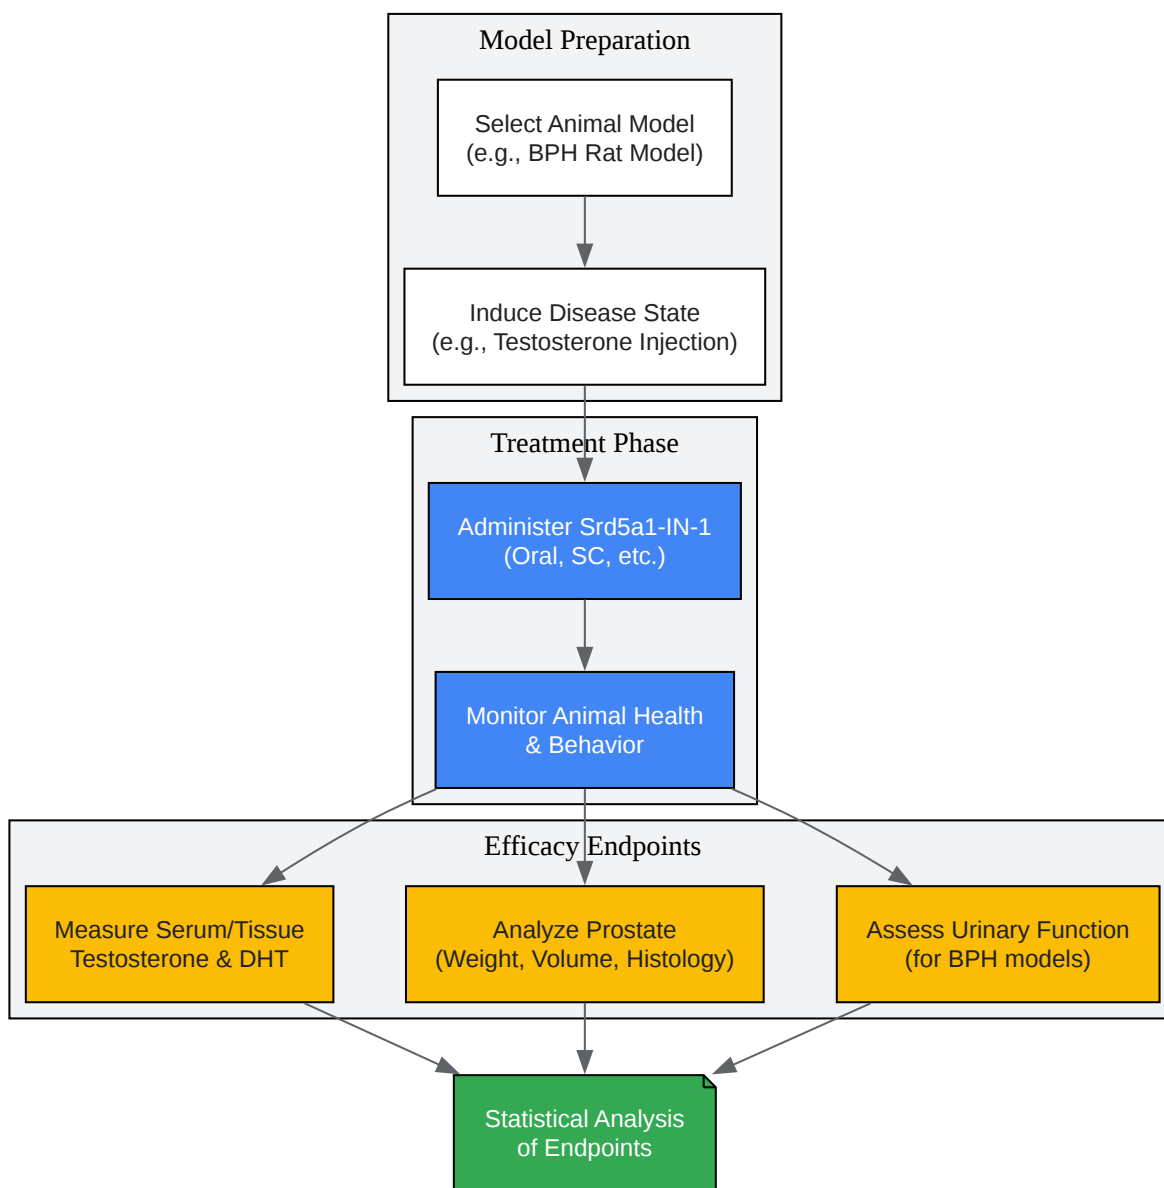 Model Preparation
Select Animal Model
(e.g., BPH Rat Model)
Induce Disease State
(e.g., Testosterone Injection)
Treatment Phase
Administer Srd5a1-IN-1
(Oral, SC, etc.)
Monitor Animal Health
& Behavior
Efficacy Endpoints
Measure Serum/Tissue
Testosterone & DHT
Analyze Prostate
(Weight, Volume, Histology)
Assess Urinary Function
(for BPH models)
Statistical Analysis
of Endpoints